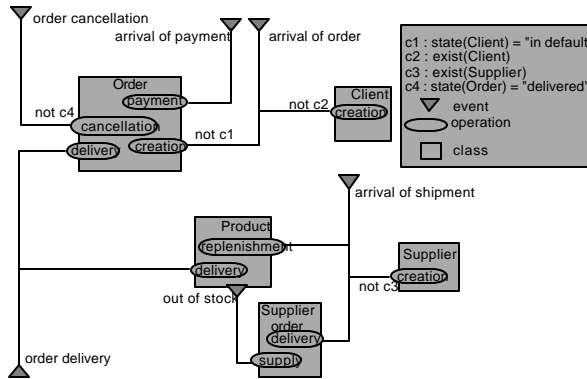 order cancellation
arrival of payment
arrival of order
c1 : state(Client) = "in default
c2 : exist(Client)
c3 : exist(Supplier)
c4 : state(Order) = "delivered"
event
operation
class
Order
payment
not c4
cancellation
not c1
delivery
creation
Client
not c2
creation
arrival of shipment
Product
replenishment
delivery
Supplier
creation
not c3
out of stock
Supplier
order
delivery
supply
order delivery